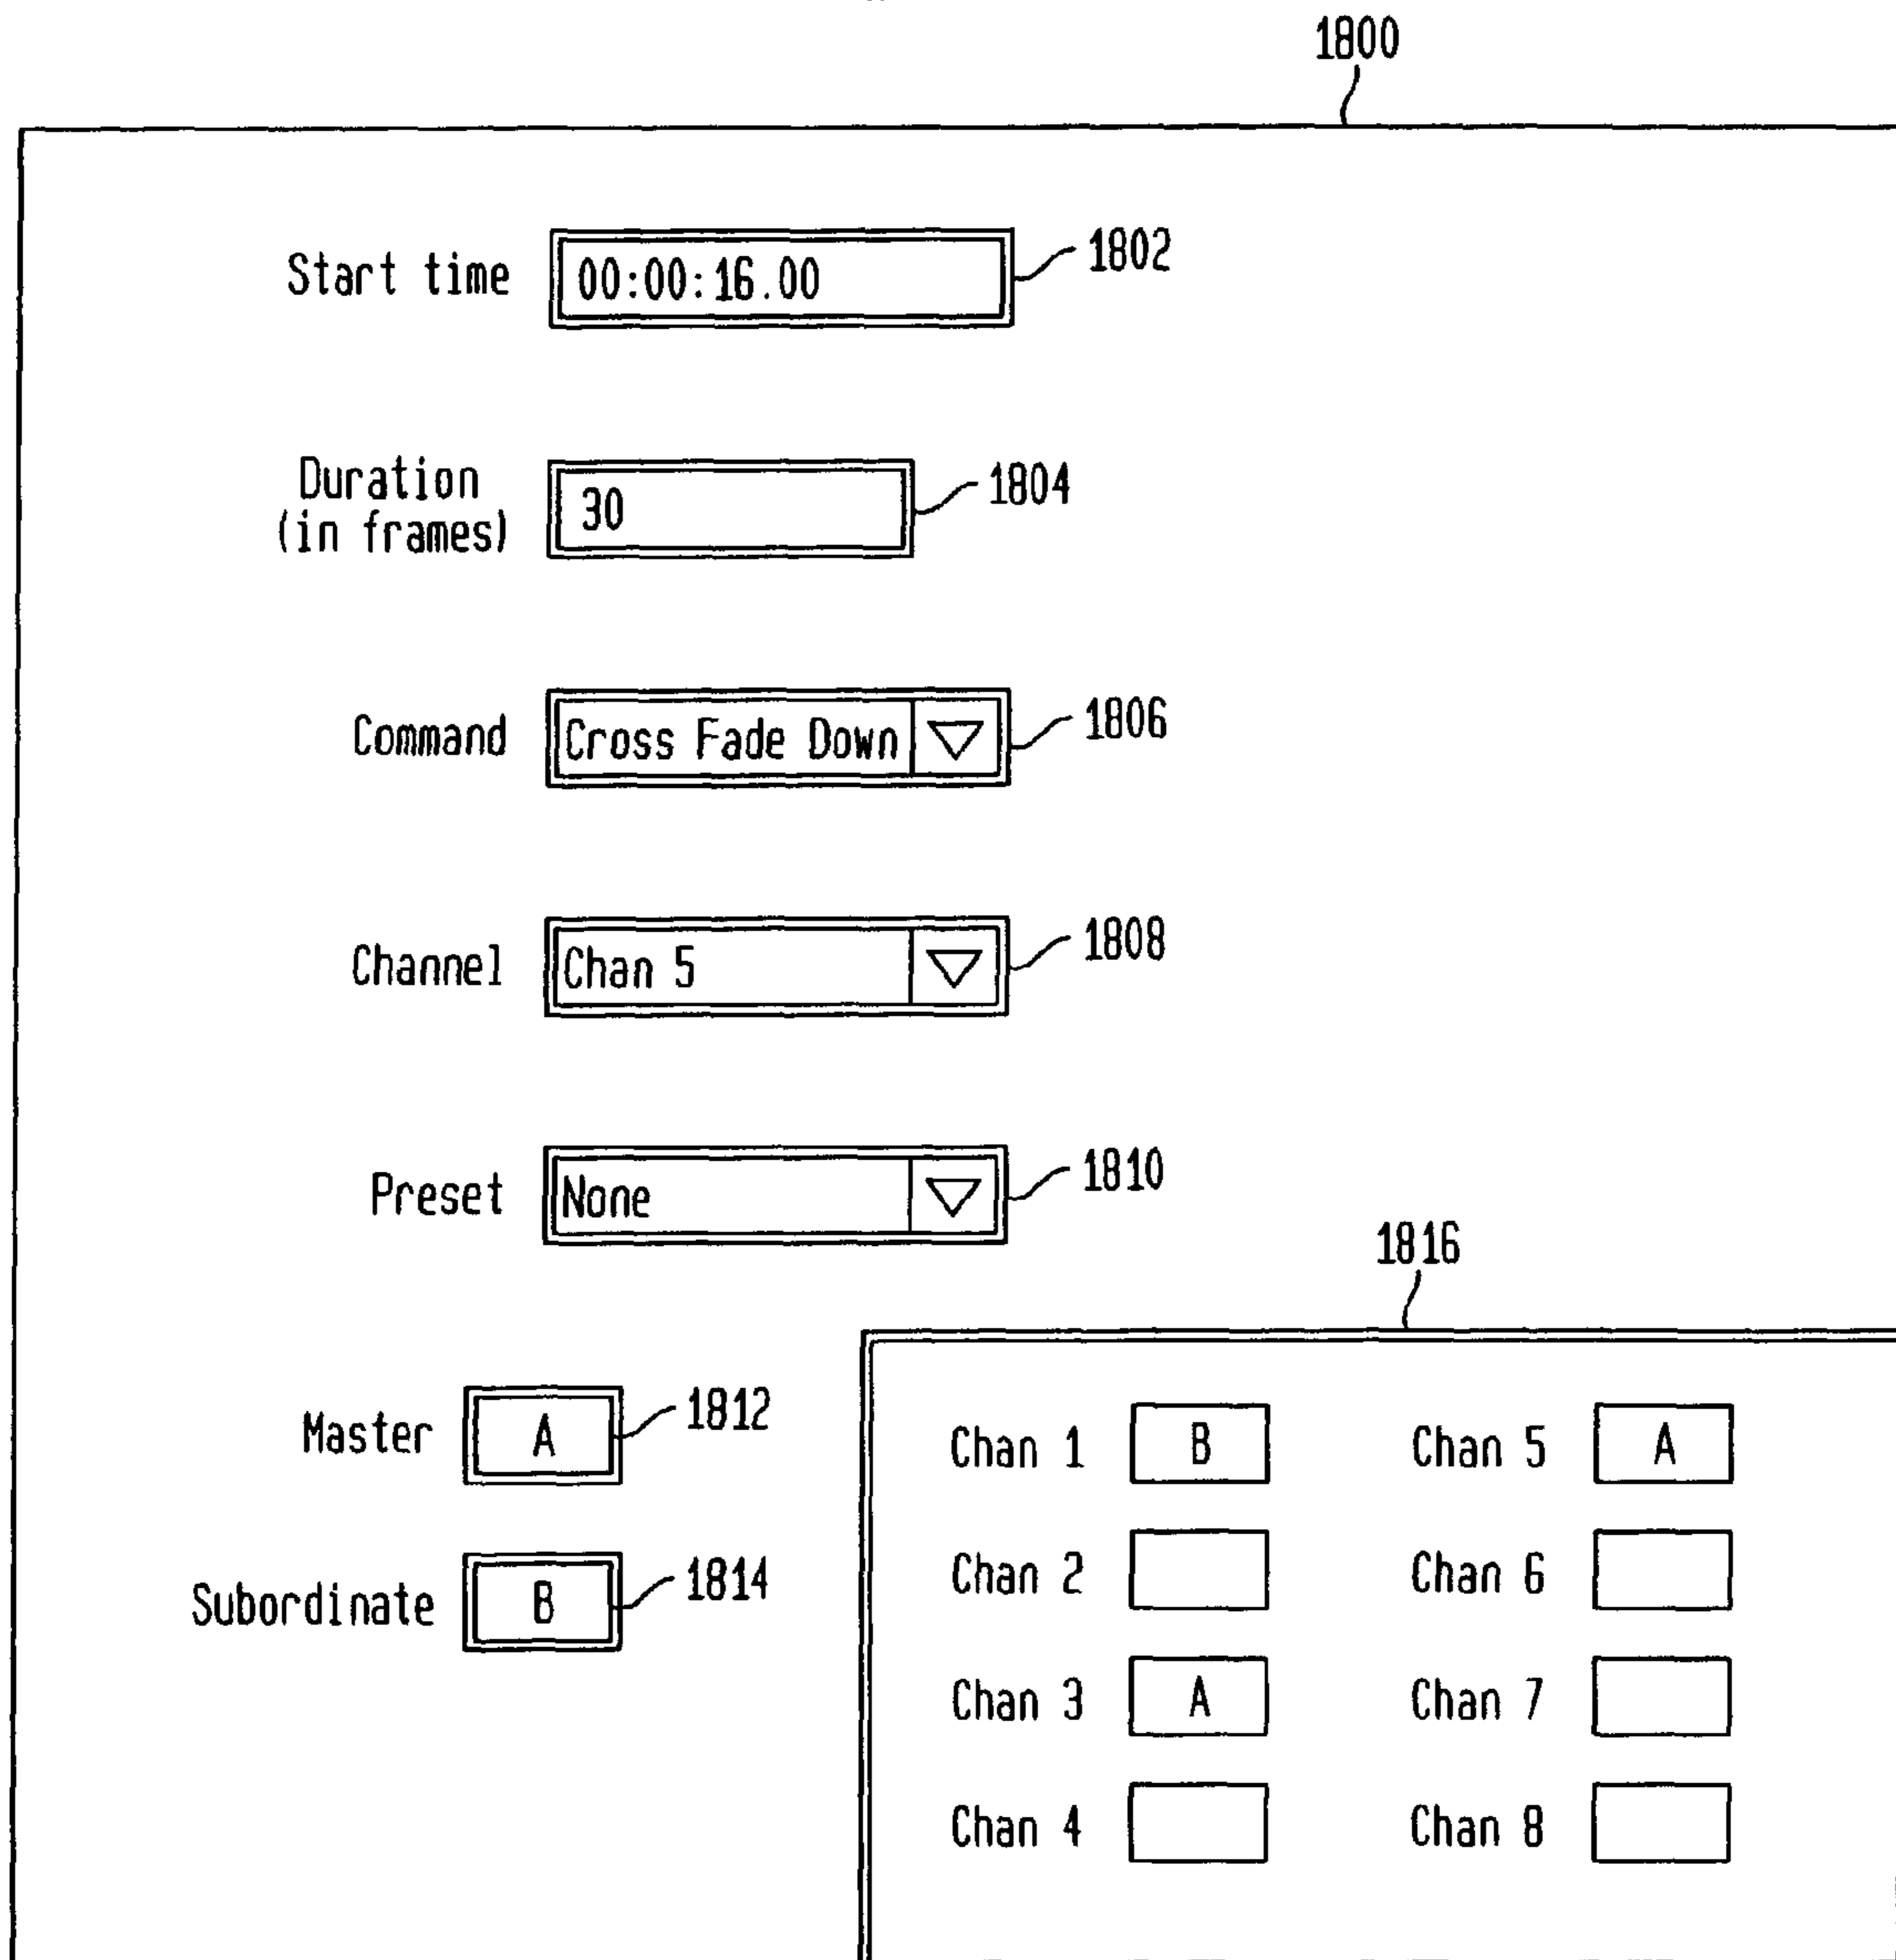 1800
Start time 00:00:16.00 1802
Duration (in frames) 30 1804
Command Cross Fade Down 1806
Channel Chan 5 1808
Preset None 1810
1816
Master A 1812
Subordinate B 1814
Chan 1 B Chan 5 A
Chan 2 Chan 6
Chan 3 A Chan 7
Chan 4 Chan 8